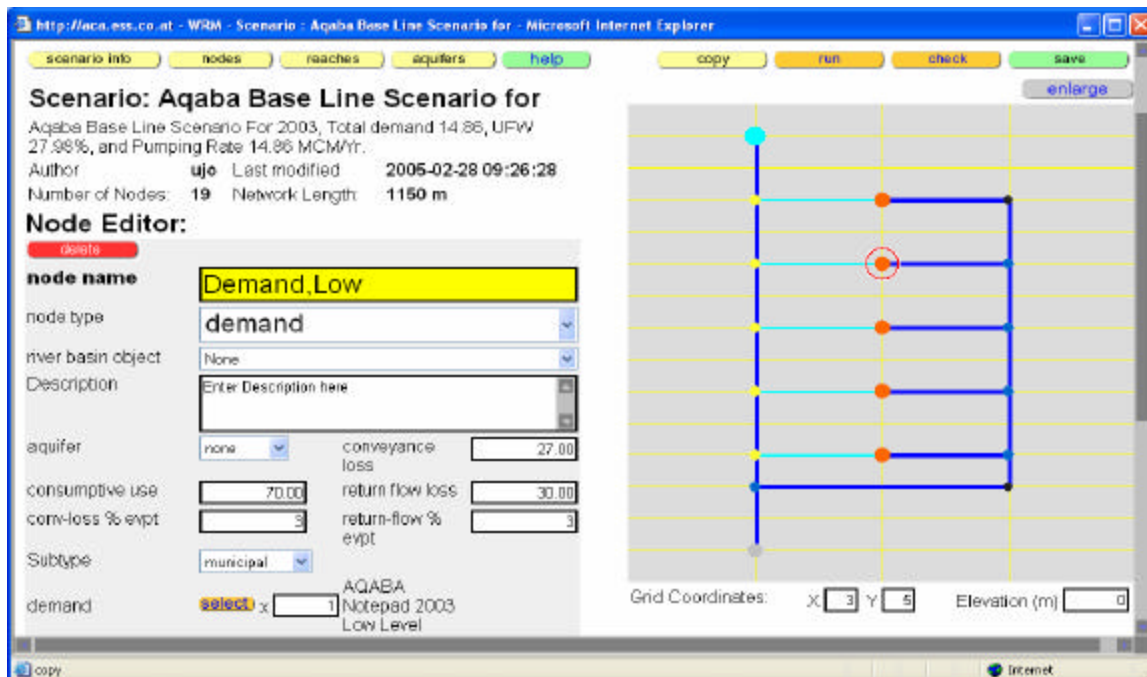 http://aca.ess.co.at - WRM - Scenario : Aqaba Base Line Scenario for - Microsoft Internet Explorer
scenario info nodes reaches aquifers help copy run check save
enlarge
Scenario: Aqaba Base Line Scenario for
Aqaba Base Line Scenario For 2003, Total demand 14.86, UFW
27.98%, and Pumping Rate 14.86 MCM/Yr.
Author ujo Last modified 2005-02-28 09:26:28
Number of Nodes: 19 Network Length: 1150 m
Node Editor:
delete
node name Demand,Low
node type demand
river basin object None
Description Enter Description here
aquifer none conveyance loss 27.00
consumptive use 70.00 return flow loss 30.00
conv-loss % evpt 3 return-flow % evpt 3
Subtype municipal
demand select x 1 AQABA
Notepad 2003
Low Level
Grid Coordinates: X 3 Y 5 Elevation (m) 0
copy Internet